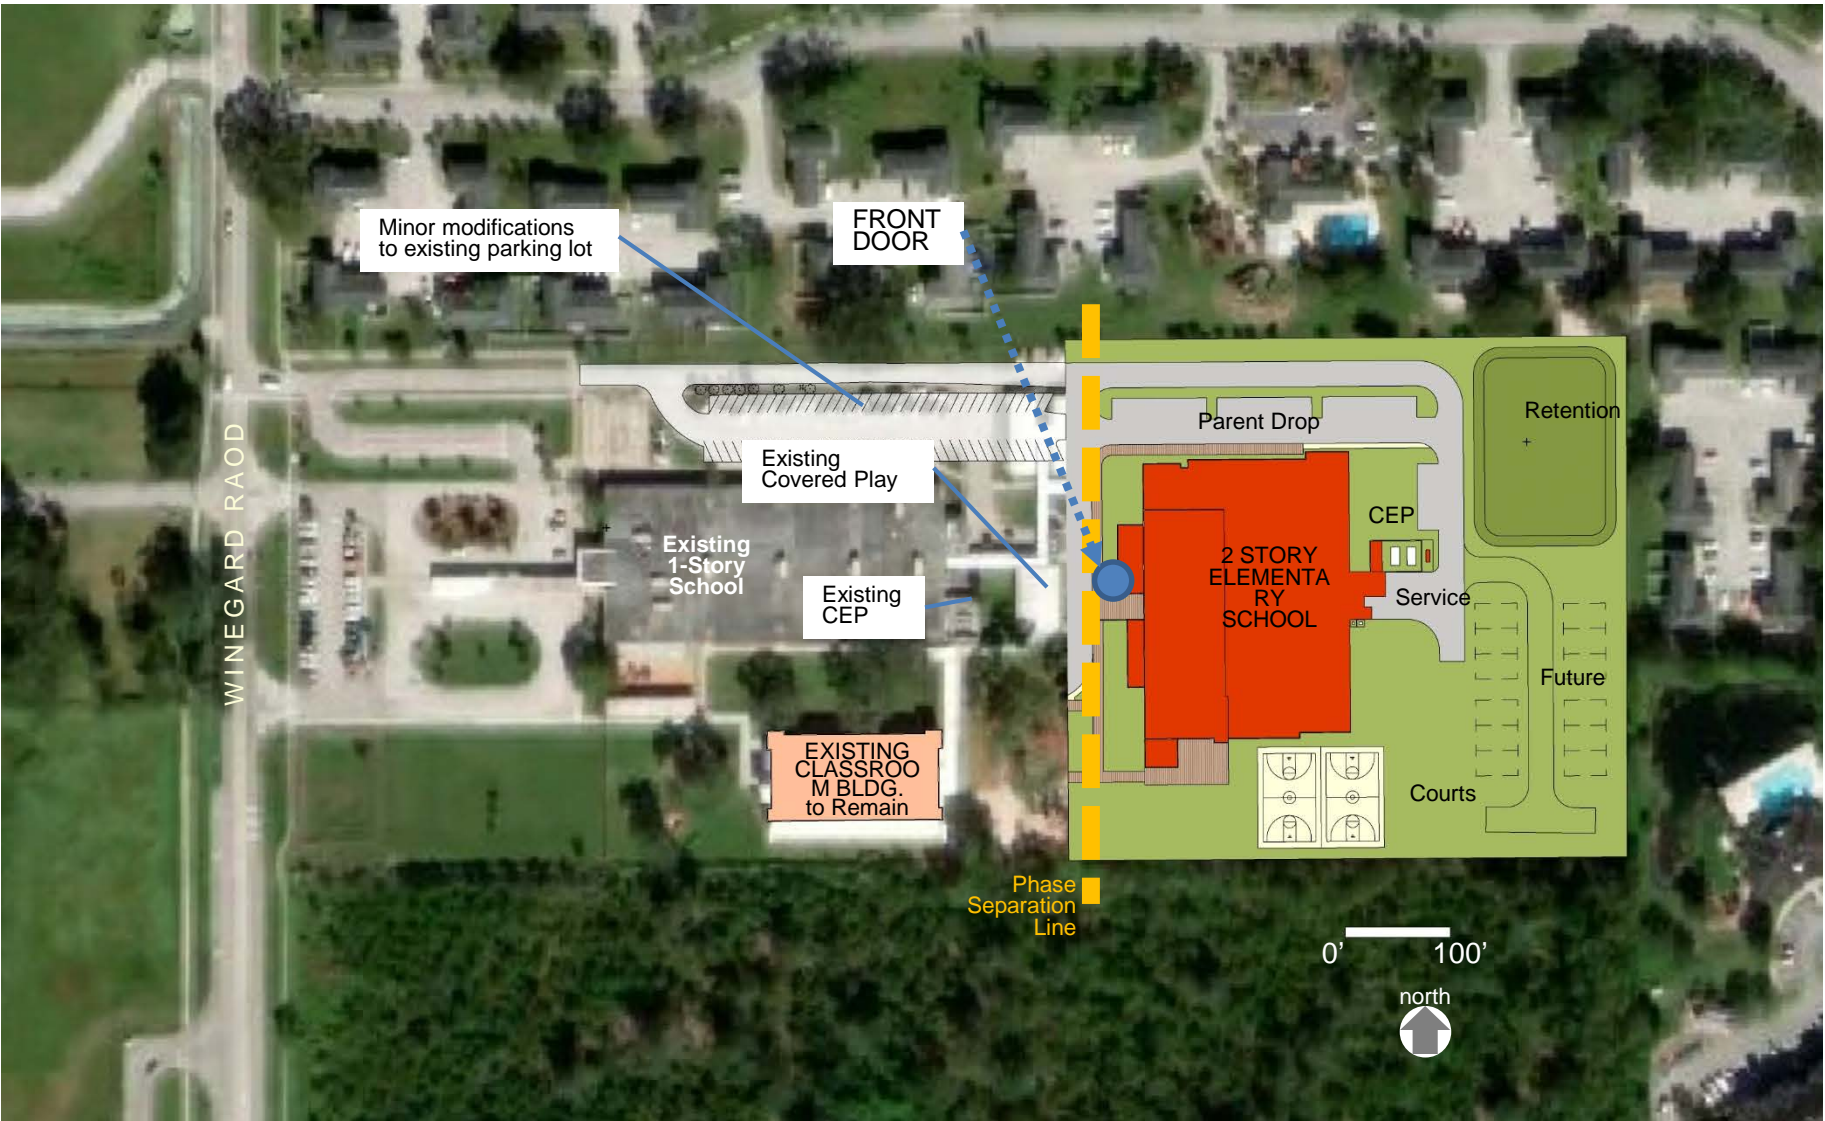 Minor modifications
to existing parking lot
FRONT
DOOR
Existing
Covered Play
Parent Drop
Retention
WINEGARD RAOD
Existing
1-Story
School
CEP
2 STORY
ELEMENTA
RY
SCHOOL
Existing
CEP
Service
Future
EXISTING
CLASSROO
M BLDG.
to Remain
Courts
Phase
Separation
Line
0'
100'
north